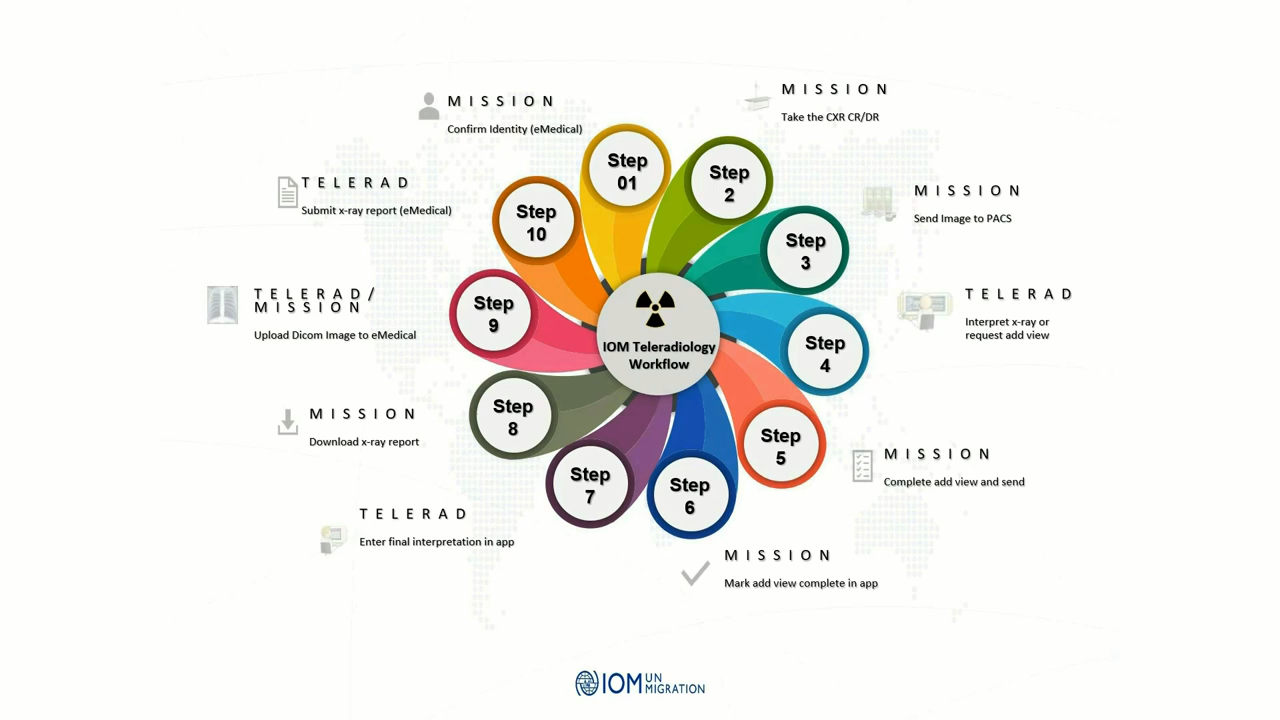 MISSION
Confirm Identity (eMedical)
Step
01
MISSION
Take the CXR CR/DR
Step
2
MISSION
Send Image to PACS
Step
3
TELERAD
Interpret x-ray or
request add view
Step
4
MISSION
Complete add view and send
Step
5
MISSION
Mark add view complete in app
Step
6
TELERAD
Enter final interpretation in app
Step
7
MISSION
Download x-ray report
Step
8
TELERAD/
MISSION
Upload Dicom Image to eMedical
Step
9
TELERAD
Submit x-ray report (eMedical)
Step
10
IOM Teleradiology
Workflow
IOM UN
MIGRATION